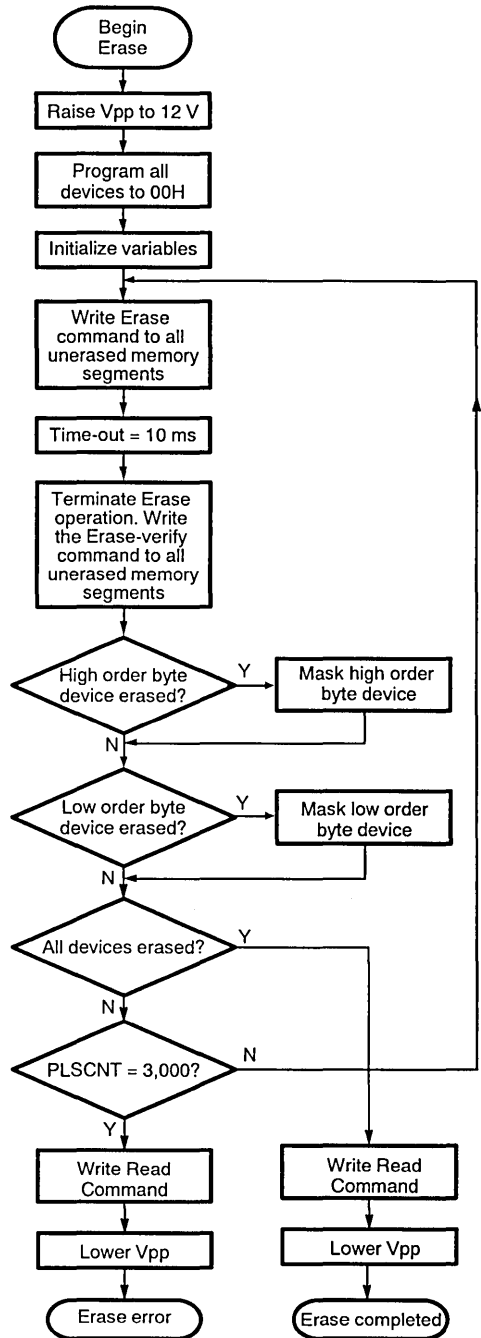 Begin
Erase
Raise Vpp to 12 V
Program all
devices to 00H
Initialize variables
Write Erase
command to all
unerased memory
segments
Time-out = 10 ms
Terminate Erase
operation. Write
the Erase-verify
command to all
unerased memory
segments
High order byte
device erased?
Y
Mask high order
byte device
N
Low order byte
device erased?
Y
Mask low order
byte device
N
All devices erased?
Y
N
PLSCNT = 3,000?
N
Y
Write Read
Command
Lower Vpp
Erase error
Write Read
Command
Lower Vpp
Erase completed